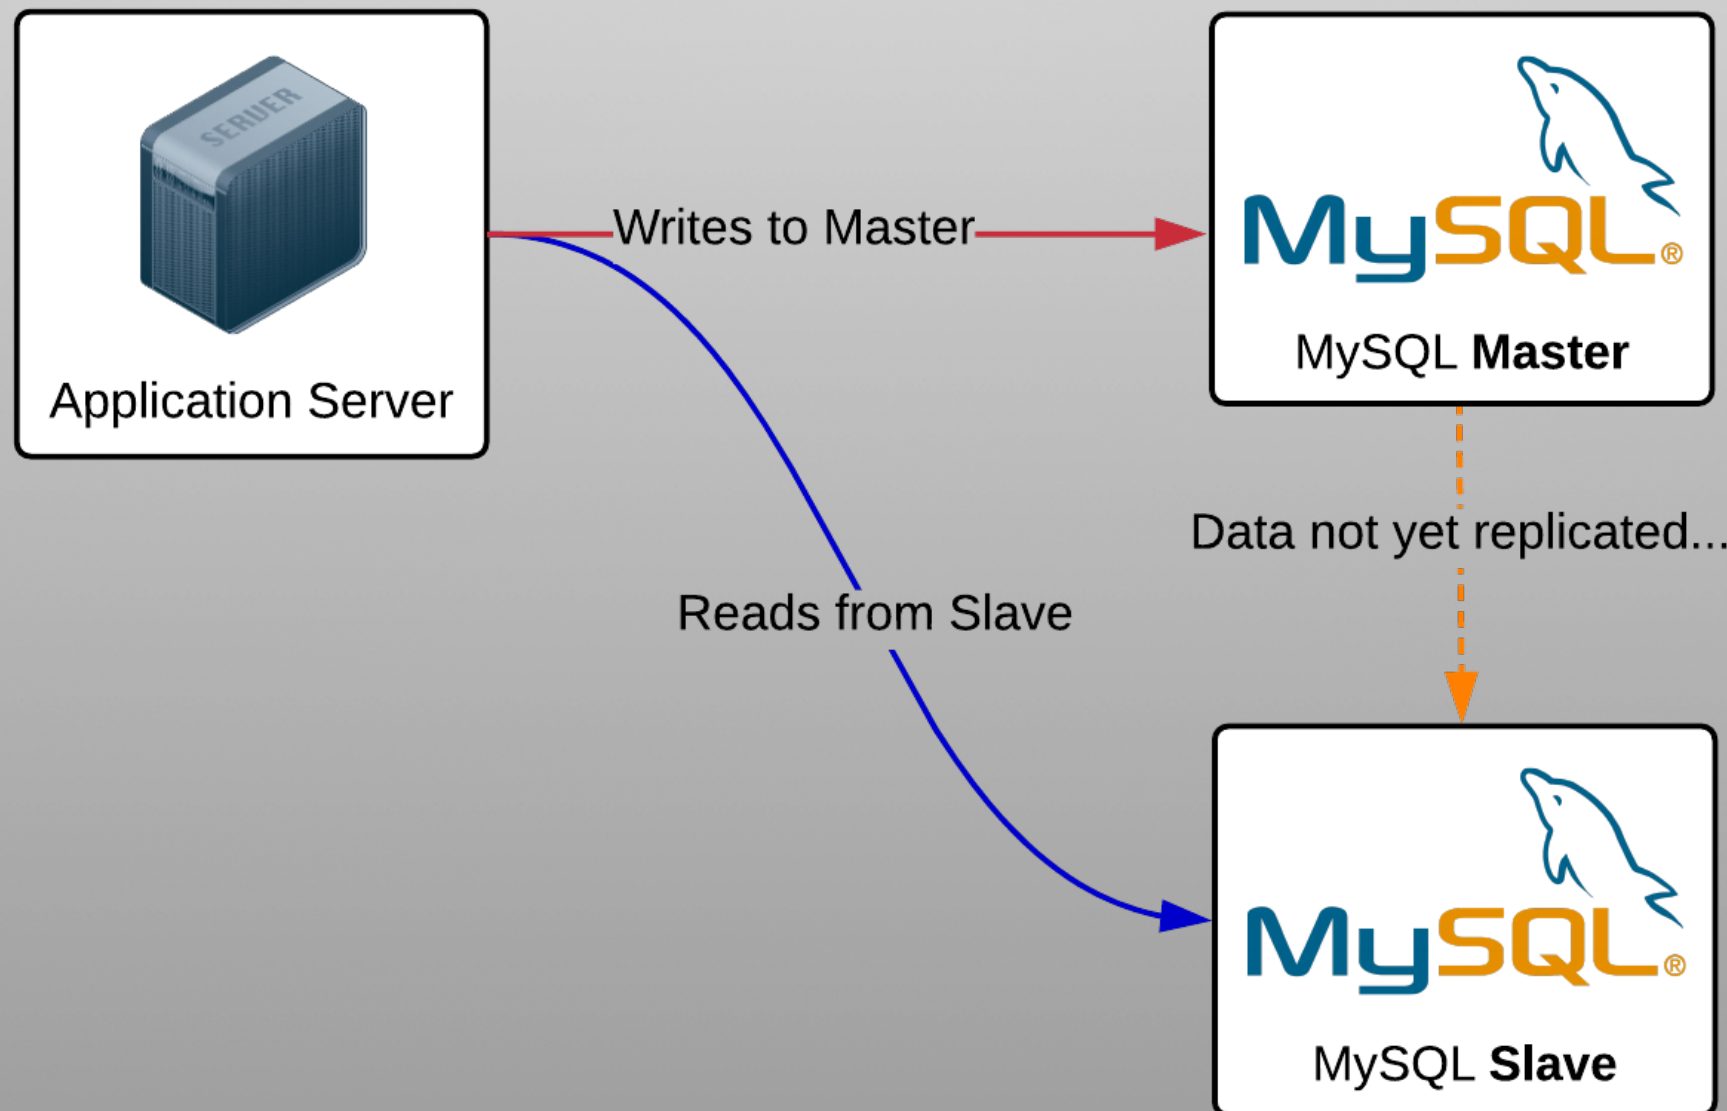 SERVER
Application Server
Writes to Master
MySQL®
MySQL Master
Data not yet replicated...
Reads from Slave
MySQL®
MySQL Slave